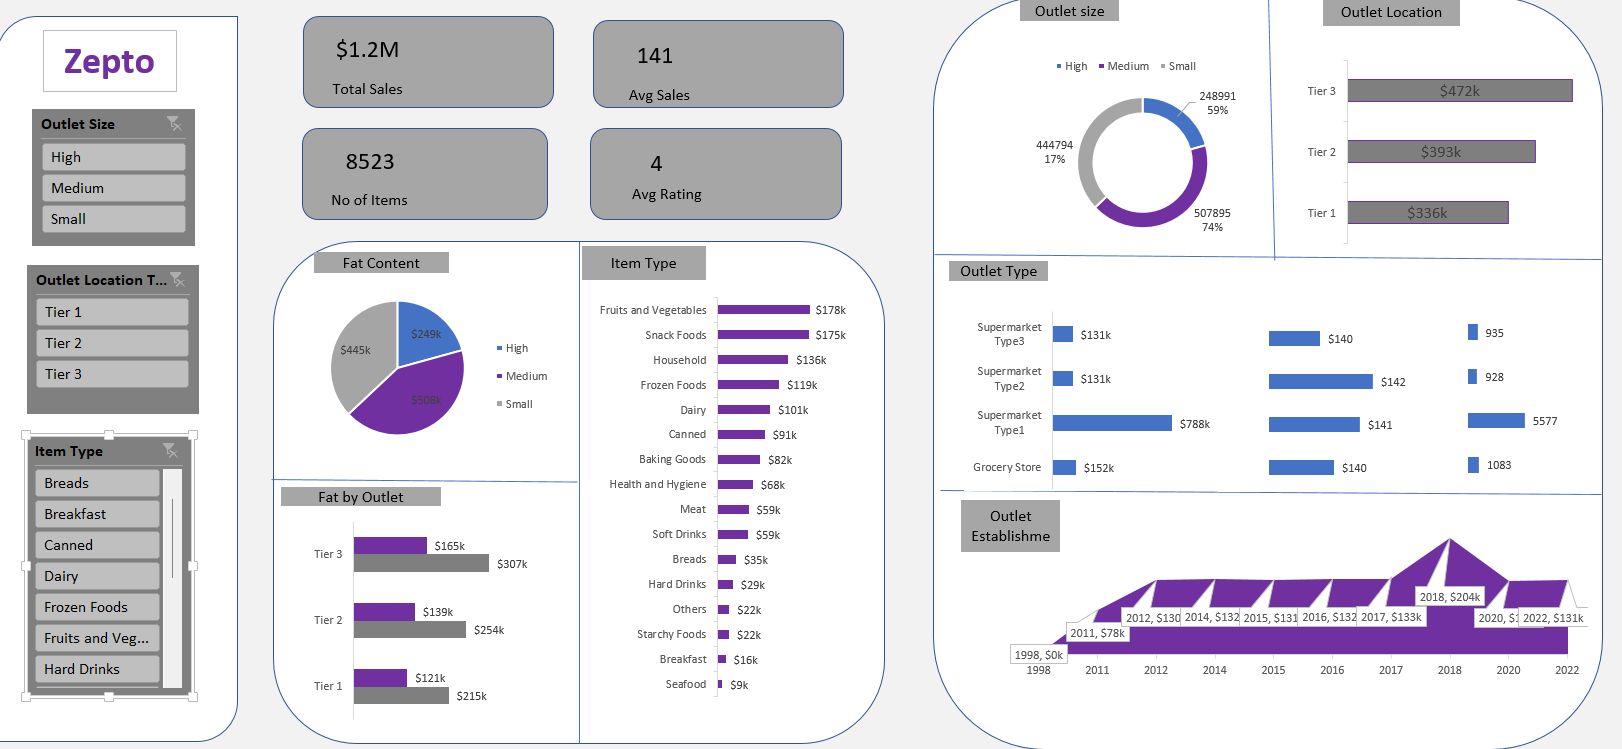 Zepto
Outlet Size
High
Medium
Small
Outlet Location T...
Tier 1
Tier 2
Tier 3
Item Type
Breads
Breakfast
Canned
Dairy
Frozen Foods
Fruits and Veg...
Hard Drinks
$1.2M
Total Sales
141
Avg Sales
8523
No of Items
4
Avg Rating
Fat Content
$249k
$445k
$508k
High
Medium
Small
Fat by Outlet
Tier 3
$165k
$307k
Tier 2
$139k
$254k
Tier 1
$121k
$215k
Item Type
Fruits and Vegetables $178k
Snack Foods $175k
Household $136k
Frozen Foods $119k
Dairy $101k
Canned $91k
Baking Goods $82k
Health and Hygiene $68k
Meat $59k
Soft Drinks $59k
Breads $35k
Hard Drinks $29k
Others $22k
Starchy Foods $22k
Breakfast $16k
Seafood $9k
Outlet size
High Medium Small
248991
59%
444794
17%
507895
74%
Outlet Location
Tier 3 $472k
Tier 2 $393k
Tier 1 $336k
Outlet Type
Supermarket
Type3
$131k $140 935
Supermarket
Type2
$131k $142 928
Supermarket
Type1
$788k $141 5577
Grocery Store $152k $140 1083
Outlet
Establishme
1998, $0k
2011, $78k
2012, $130
2014, $132
2015, $131
2016, $132
2017, $133k
2018, $204k
2020, $1
2022, $131k
1998 2011 2012 2014 2015 2016 2017 2018 2020 2022